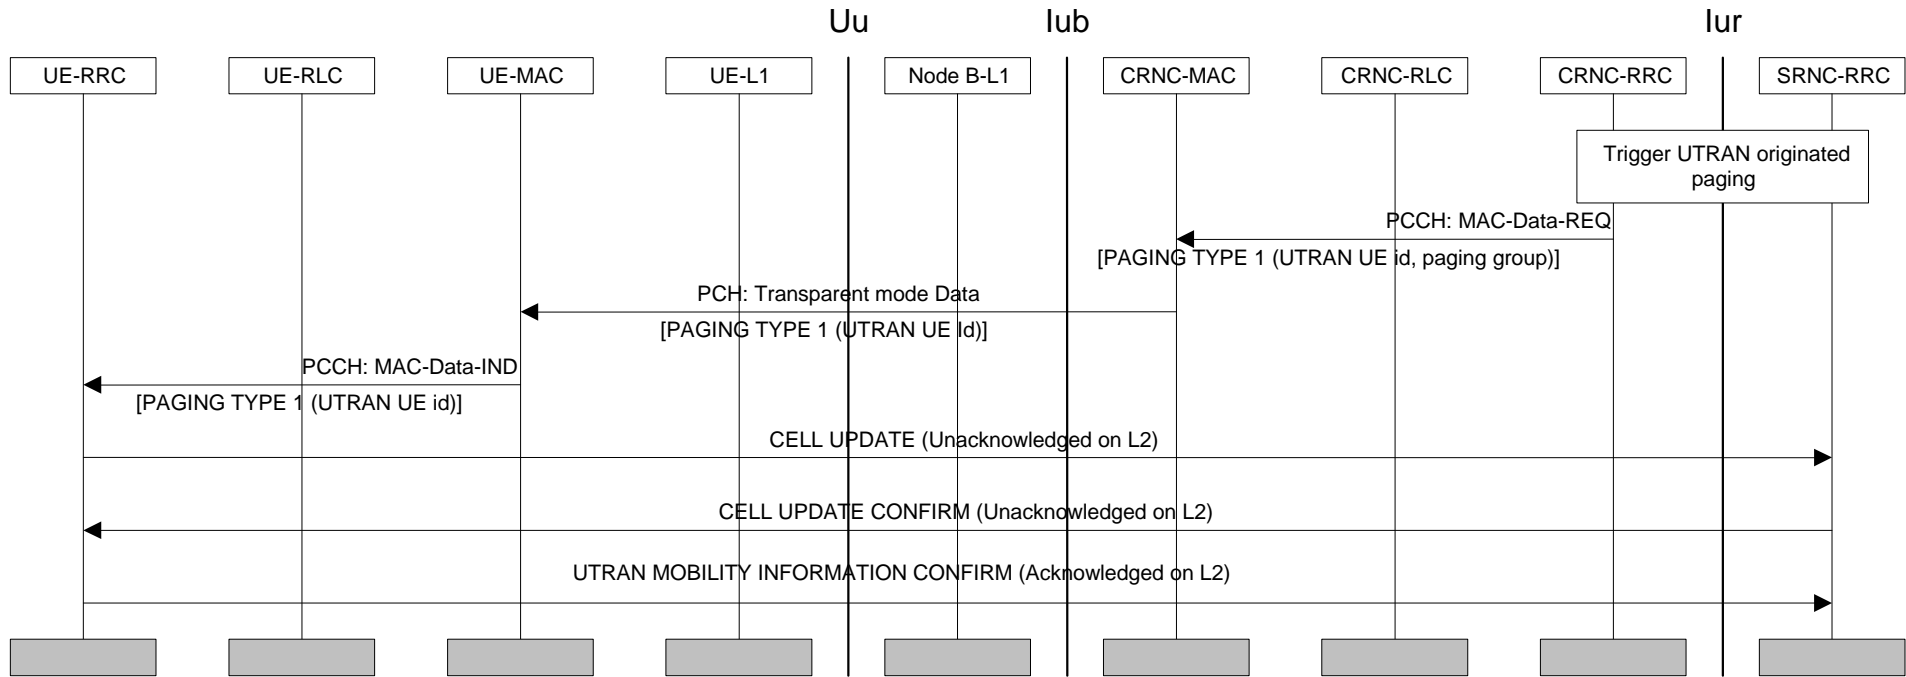 Uu
Iub
Iur
UE-RRC
UE-RLC
UE-MAC
UE-L1
Node B-L1
CRNC-MAC
CRNC-RLC
CRNC-RRC
SRNC-RRC
Trigger UTRAN originated
paging
PCCH: MAC-Data-REQ
[PAGING TYPE 1 (UTRAN UE id, paging group)]
PCH: Transparent mode Data
[PAGING TYPE 1 (UTRAN UE Id)]
PCCH: MAC-Data-IND
[PAGING TYPE 1 (UTRAN UE id)]
CELL UPDATE (Unacknowledged on L2)
CELL UPDATE CONFIRM (Unacknowledged on L2)
UTRAN MOBILITY INFORMATION CONFIRM (Acknowledged on L2)